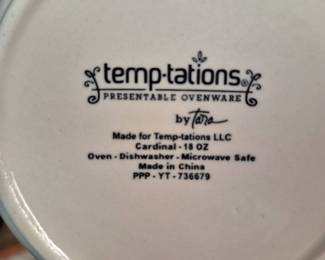 temp-tations®
PRESENTABLE OVENWARE
by Tara
Made for Temp-tations LLC
Cardinal - 18 OZ
Oven - Dishwasher - Microwave Safe
Made in China
PPP - YT - 736679